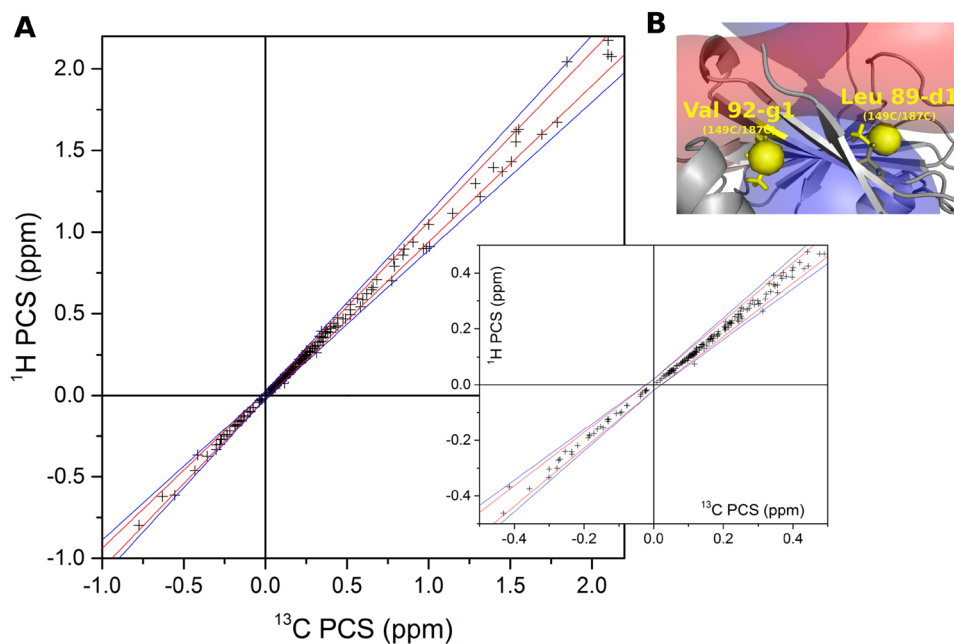 A
2.0
1.5
1.0
0.5
0.0
-0.5
-1.0
¹H PCS (ppm)
-1.0 -0.5 0.0 0.5 1.0 1.5 2.0
¹³C PCS (ppm)
B
Val 92-g1
(149C/187C)
Leu 89-d1
(149C/187C)
0.4
0.2
0.0
-0.2
-0.4
¹H PCS (ppm)
¹³C PCS (ppm)
-0.4 -0.2 0.0 0.2 0.4